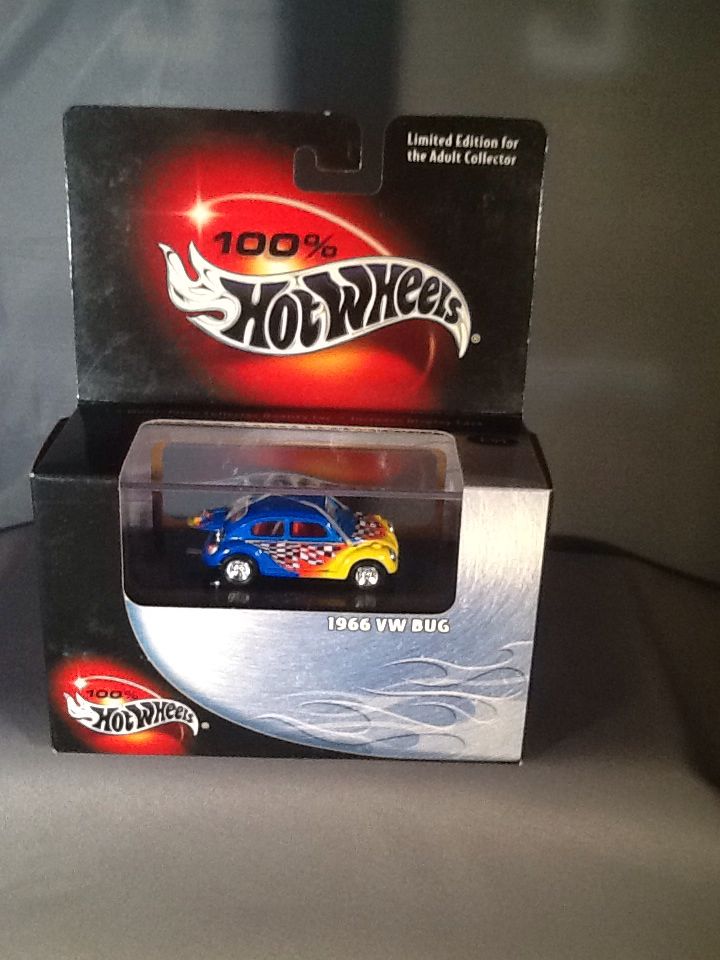 Limited Edition for
the Adult Collector
100%
Hot Wheels®
1966 VW BUG
100%
Hot Wheels®